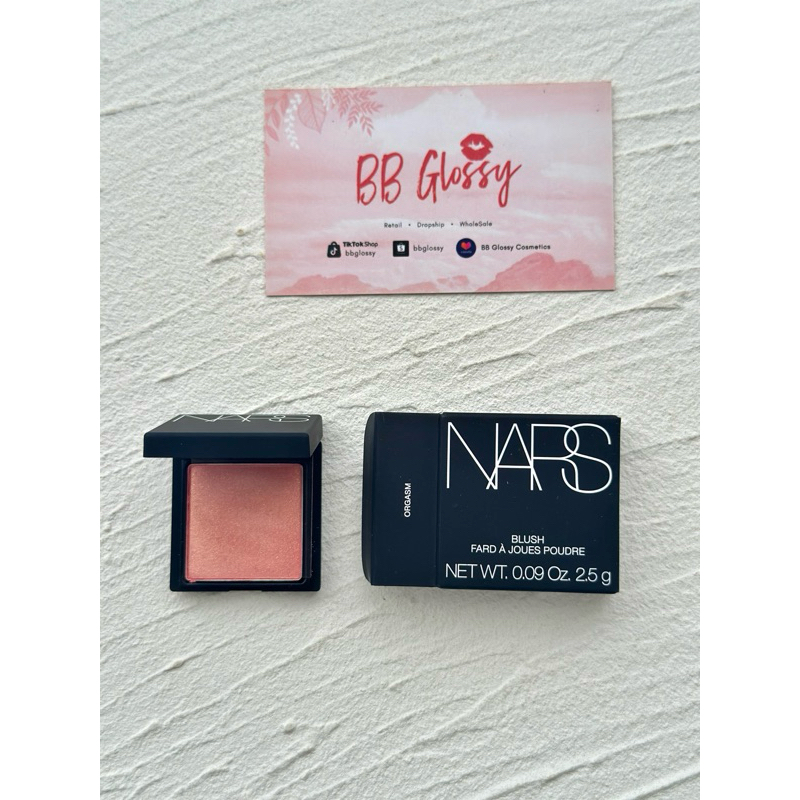 BB Glossy
Retail • Dropship • WholeSale
TikTok Shop
bbglossy
bbglossy
BB Glossy Cosmetics
NARS
ORGASM
NARS
BLUSH
FARD À JOUES POUDRE
NET WT. 0.09 Oz. 2.5 g